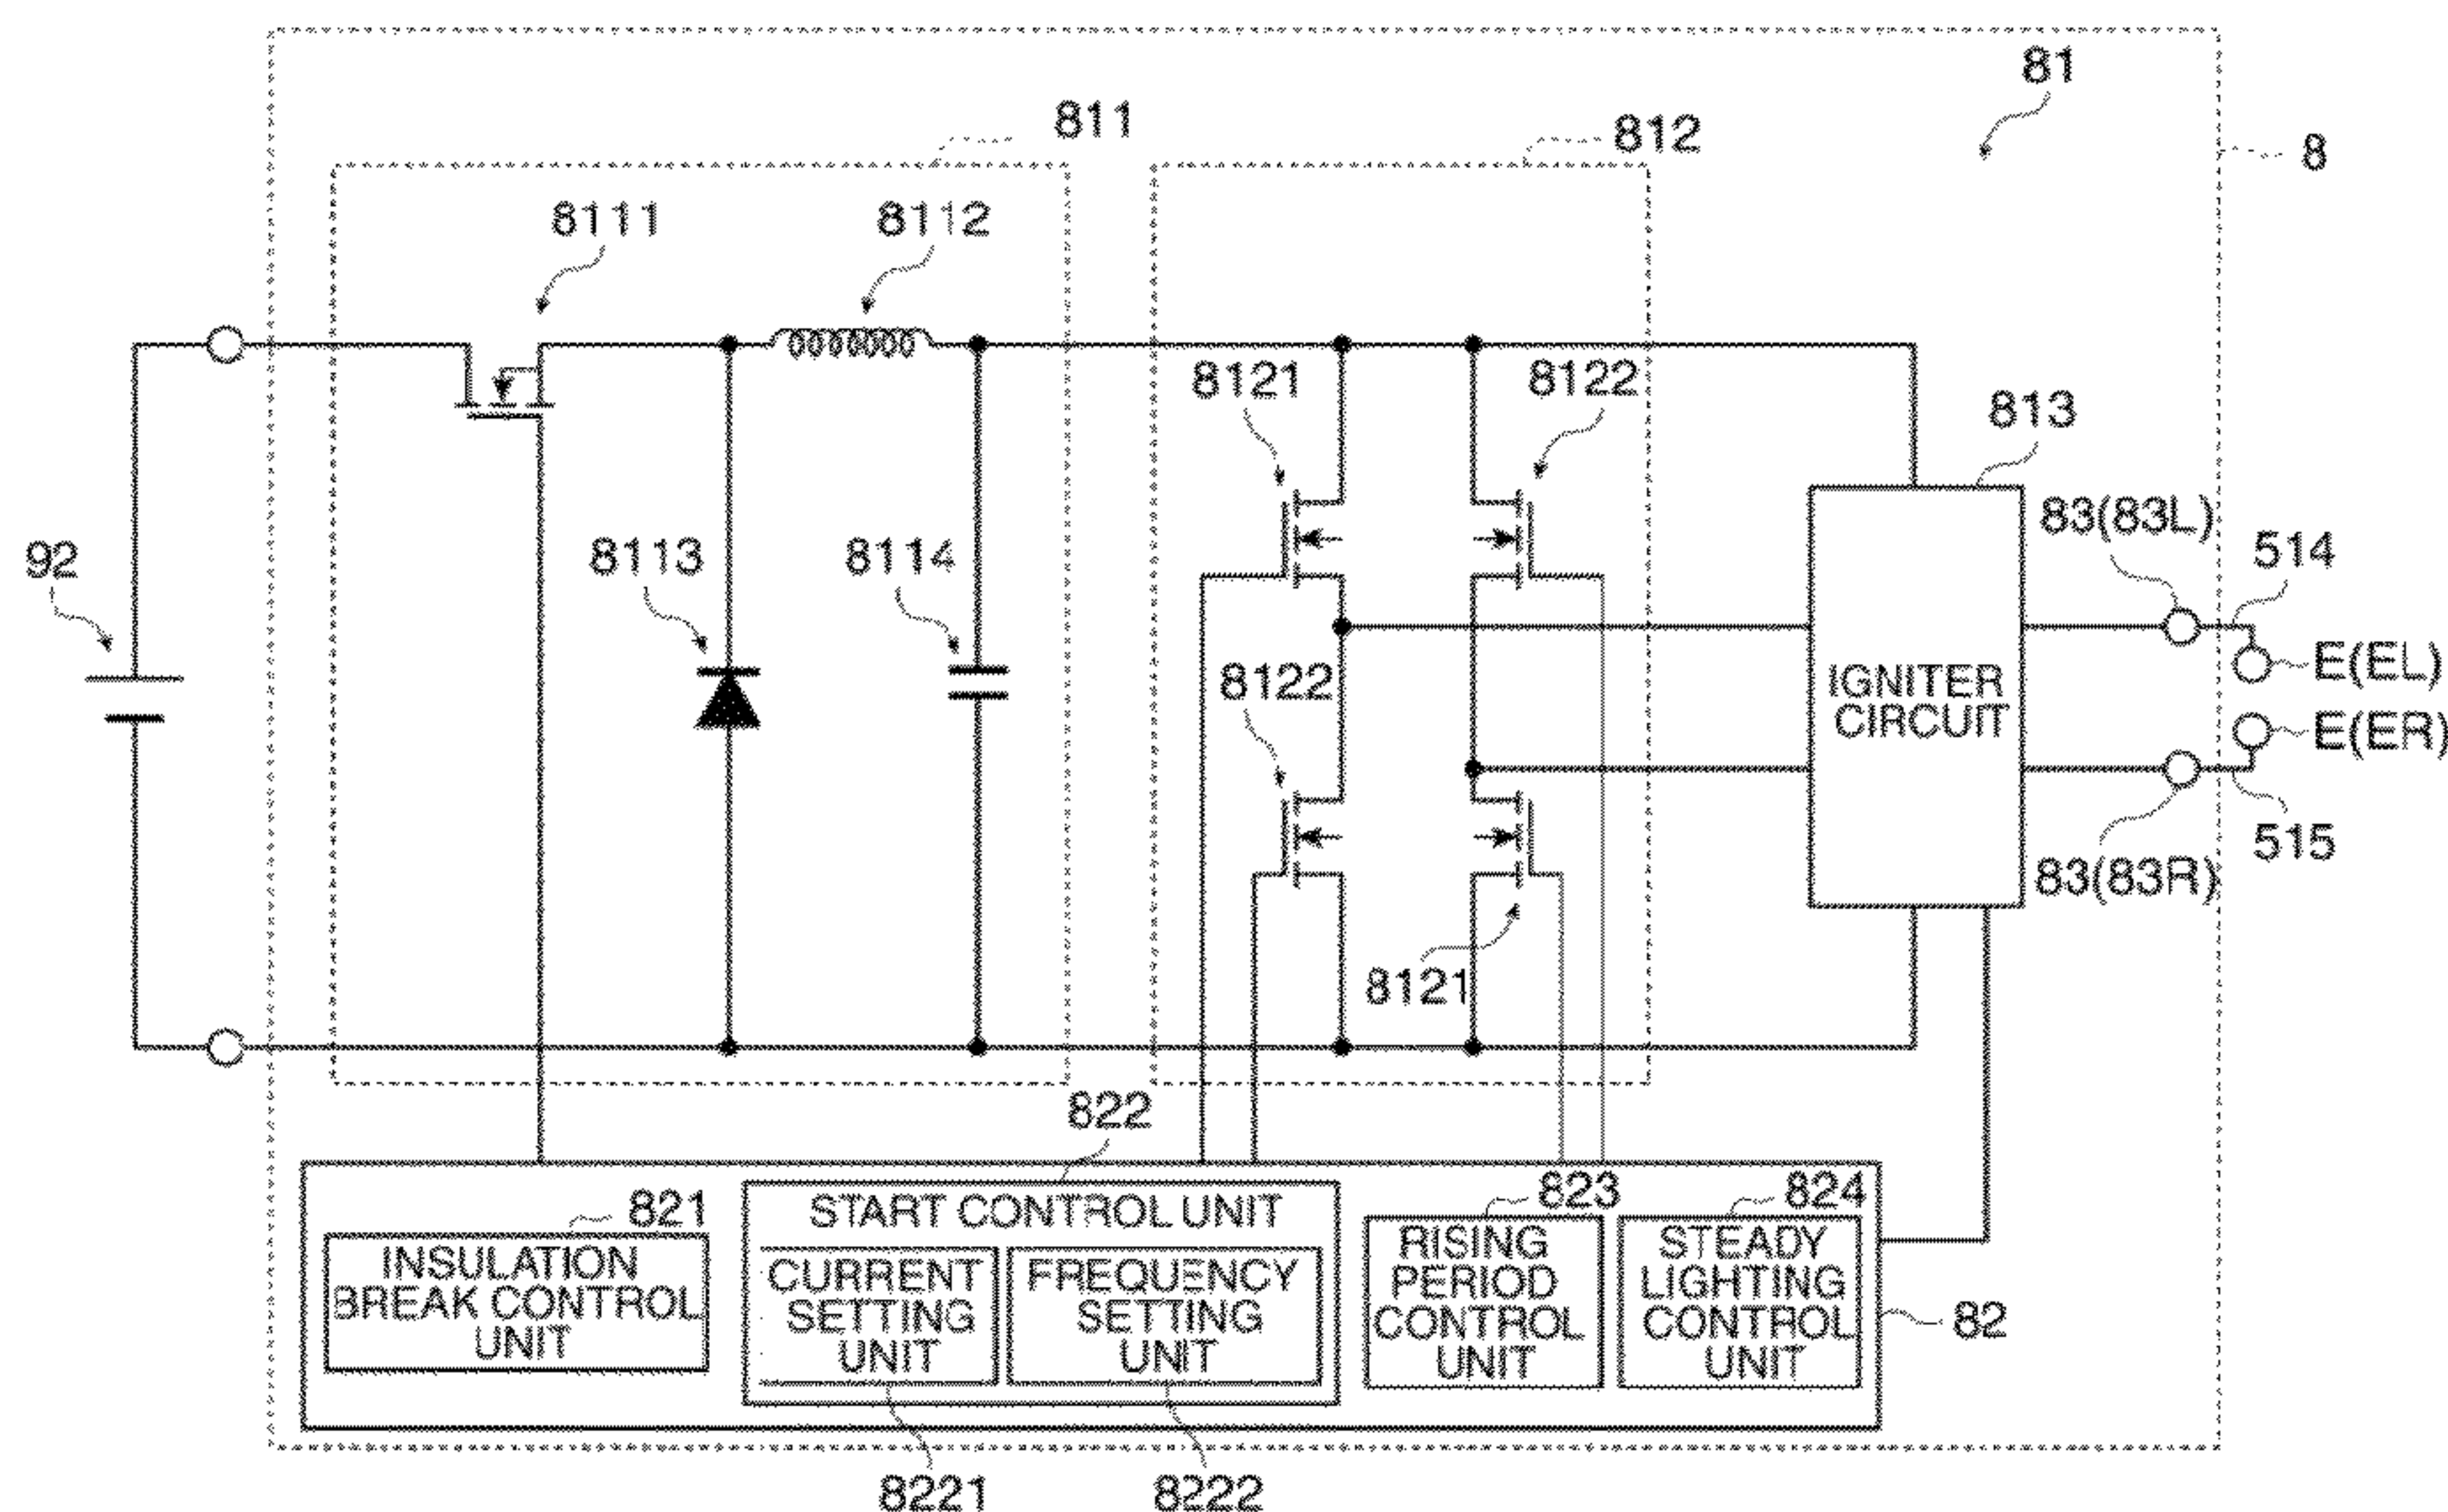 81
811
812
8
8111
8112
8121
8122
813
83(83L)
514
92
8113
8114
8122
IGNITER
CIRCUIT
E(EL)
E(ER)
515
83(83R)
8121
822
821
START CONTROL UNIT
823
824
INSULATION
BREAK CONTROL
UNIT
CURRENT
SETTING
UNIT
FREQUENCY
SETTING
UNIT
RISING
PERIOD
CONTROL
UNIT
STEADY
LIGHTING
CONTROL
UNIT
82
8221
8222